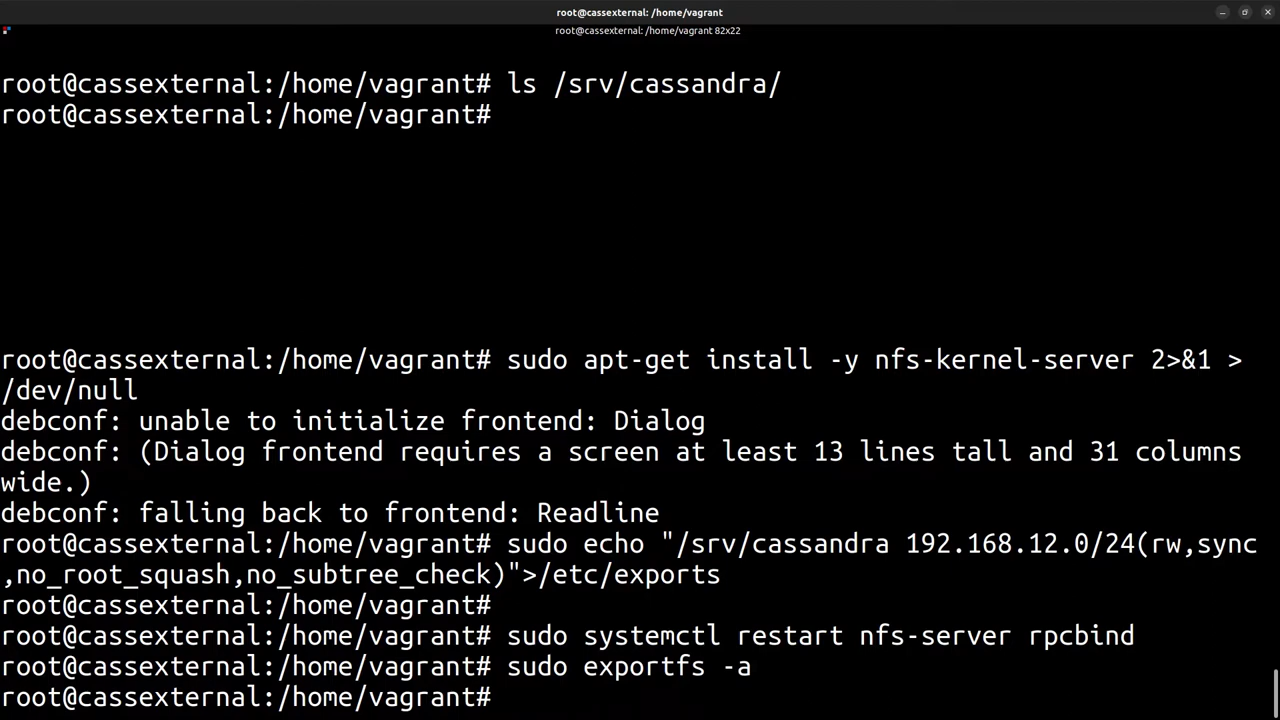 root@cassexternal: /home/vagrant
root@cassexternal: /home/vagrant 82x22
root@cassexternal:/home/vagrant# ls /srv/cassandra/
root@cassexternal:/home/vagrant#
root@cassexternal:/home/vagrant# sudo apt-get install -y nfs-kernel-server 2>&1 >
/dev/null
debconf: unable to initialize frontend: Dialog
debconf: (Dialog frontend requires a screen at least 13 lines tall and 31 columns
wide.)
debconf: falling back to frontend: Readline
root@cassexternal:/home/vagrant# sudo echo "/srv/cassandra 192.168.12.0/24(rw,sync
,no_root_squash,no_subtree_check)">/etc/exports
root@cassexternal:/home/vagrant#
root@cassexternal:/home/vagrant# sudo systemctl restart nfs-server rpcbind
root@cassexternal:/home/vagrant# sudo exportfs -a
root@cassexternal:/home/vagrant#